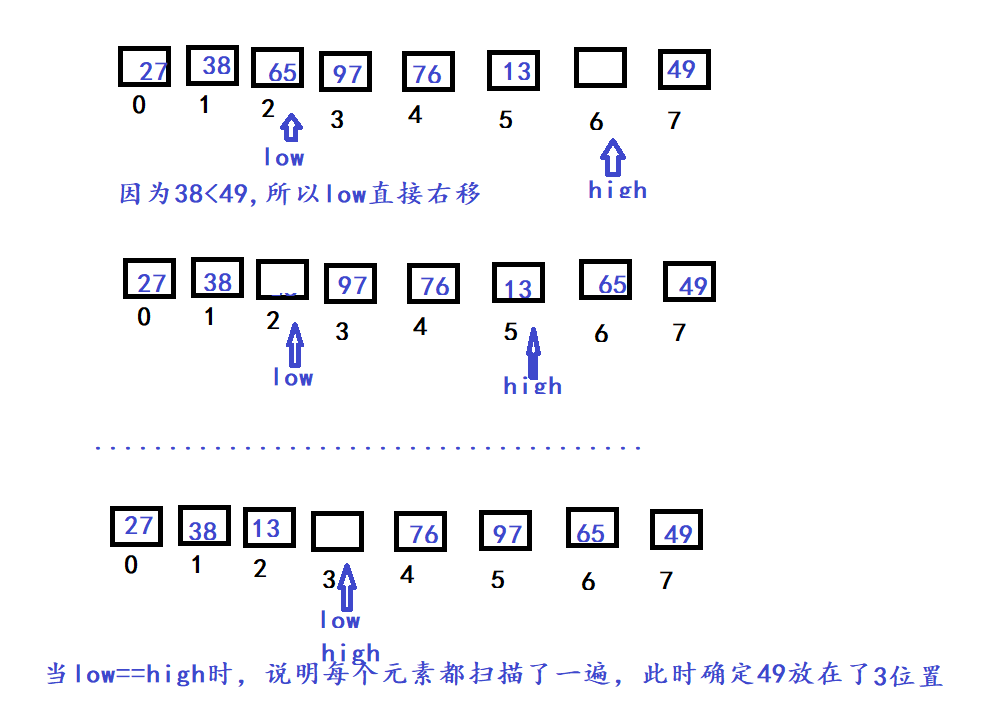 27 38 65 97 76 13 49
0 1 2 3 4 5 6 7
low
high
因为38<49,所以low直接右移
27 38 97 76 13 65 49
0 1 2 3 4 5 6 7
low
high
......................................
27 38 13 76 97 65 49
0 1 2 3 4 5 6 7
low
high
当low==high时，说明每个元素都扫描了一遍，此时确定49放在了3位置